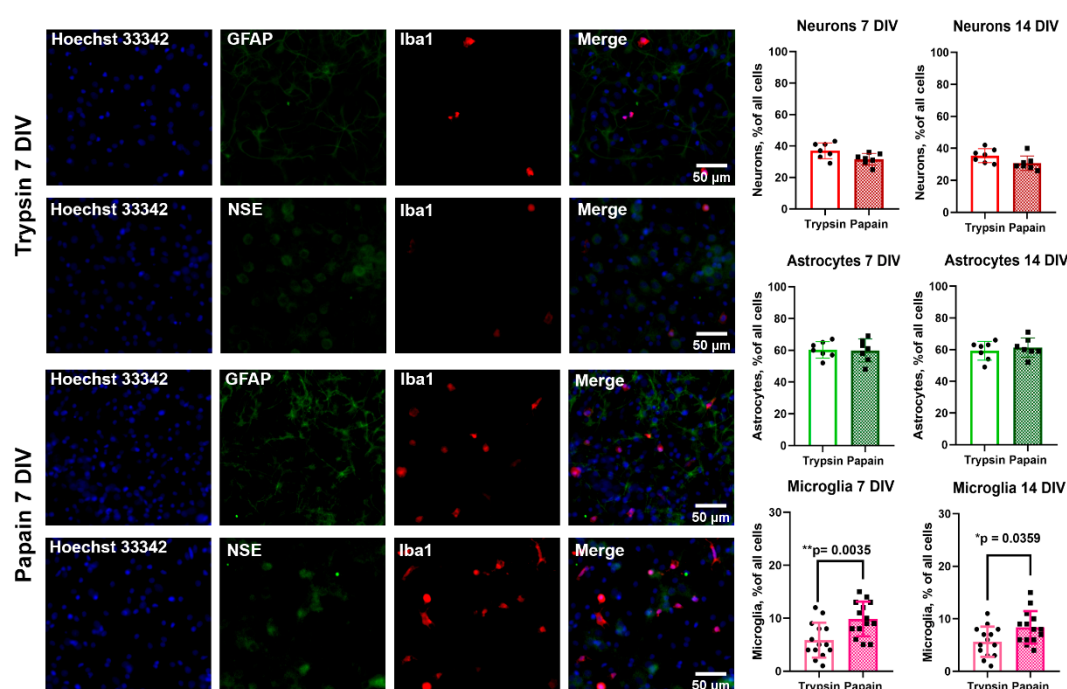 Trypsin 7 DIV
Hoechst 33342
GFAP
Iba1
Merge
50 µm
Hoechst 33342
NSE
Iba1
Merge
50 µm
Papain 7 DIV
Hoechst 33342
GFAP
Iba1
Merge
50 µm
Hoechst 33342
NSE
Iba1
Merge
50 µm
Neurons 7 DIV
Neurons, %of all cells
100
80
60
40
20
0
Trypsin Papain
Neurons 14 DIV
Neurons, % of all cells
100
80
60
40
20
0
Trypsin Papain
Astrocytes 7 DIV
Astrocytes, %of all cells
100
80
60
40
20
0
Trypsin Papain
Astrocytes 14 DIV
Astrocytes, % of all cells
100
80
60
40
20
0
Trypsin Papain
Microglia 7 DIV
Microglia, %of all cells
30
20
10
0
**p= 0.0035
Trypsin Papain
Microglia 14 DIV
Microglia, % of all cells
30
20
10
0
*p = 0.0359
Trypsin Papain